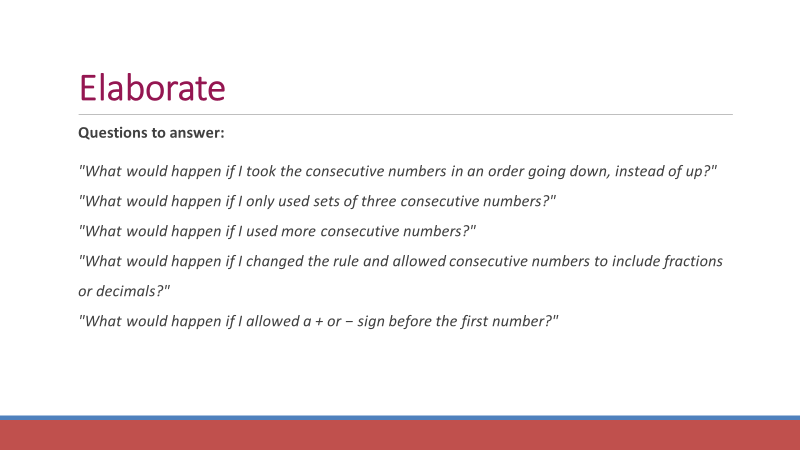 Elaborate
Questions to answer:
"What would happen if I took the consecutive numbers in an order going down, instead of up?"
"What would happen if I only used sets of three consecutive numbers?"
"What would happen if I used more consecutive numbers?"
"What would happen if I changed the rule and allowed consecutive numbers to include fractions
or decimals?"
"What would happen if I allowed a + or − sign before the first number?"